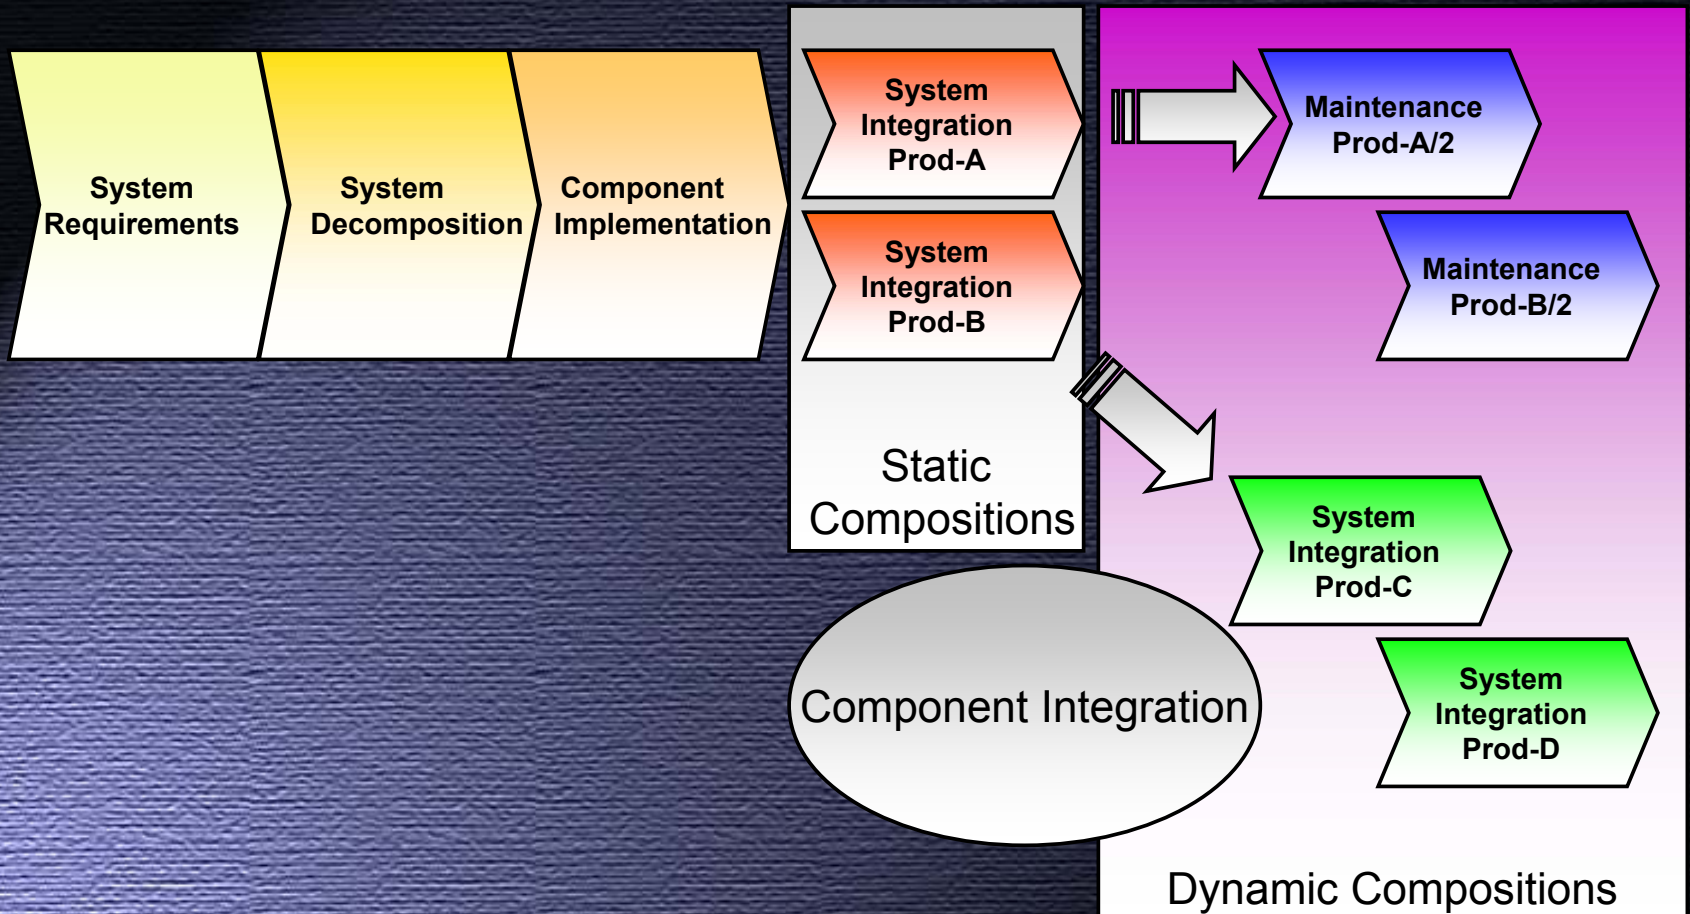 System
Requirements
System
Decomposition
Component
Implementation
System
Integration
Prod-A
System
Integration
Prod-B
Static
Compositions
Maintenance
Prod-A/2
Maintenance
Prod-B/2
System
Integration
Prod-C
System
Integration
Prod-D
Component Integration
Dynamic Compositions